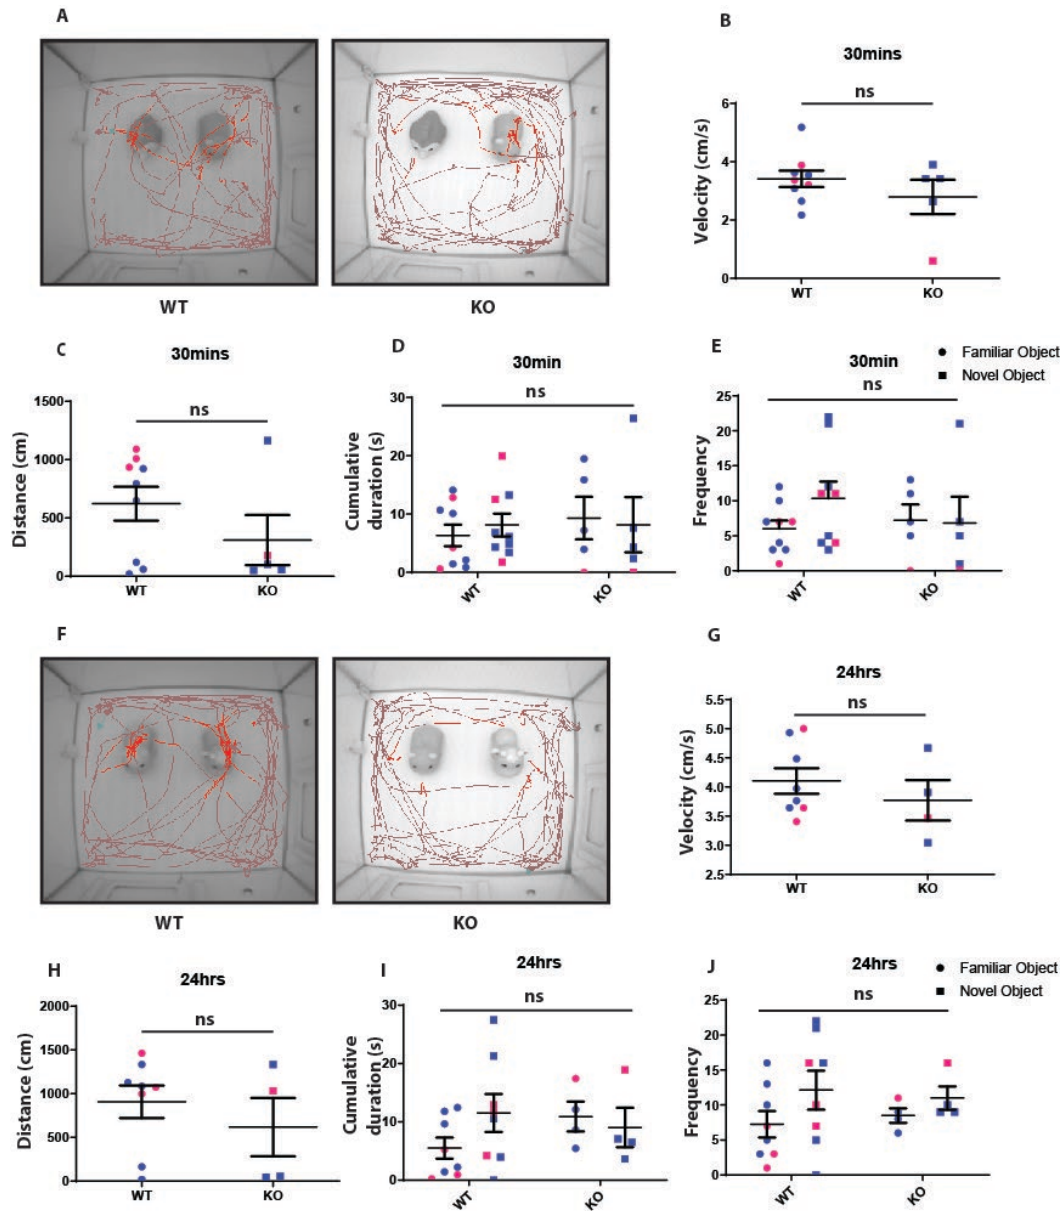 A
WT
KO
B
30mins
ns
Velocity (cm/s)
6
4
2
0
WT
KO
C
30mins
ns
Distance (cm)
1500
1000
500
0
WT
KO
D
30min
ns
Cumulative
duration (s)
30
20
10
0
WT
KO
E
30min
Familiar Object
Novel Object
ns
Frequency
25
20
15
10
5
0
WT
KO
F
WT
KO
G
24hrs
ns
Velocity (cm/s)
5.5
5.0
4.5
4.0
3.5
3.0
2.5
WT
KO
H
24hrs
ns
Distance (cm)
2000
1500
1000
500
0
WT
KO
I
24hrs
ns
Cumulative
duration (s)
30
20
10
0
WT
KO
J
24hrs
Familiar Object
Novel Object
ns
Frequency
25
20
15
10
5
0
WT
KO